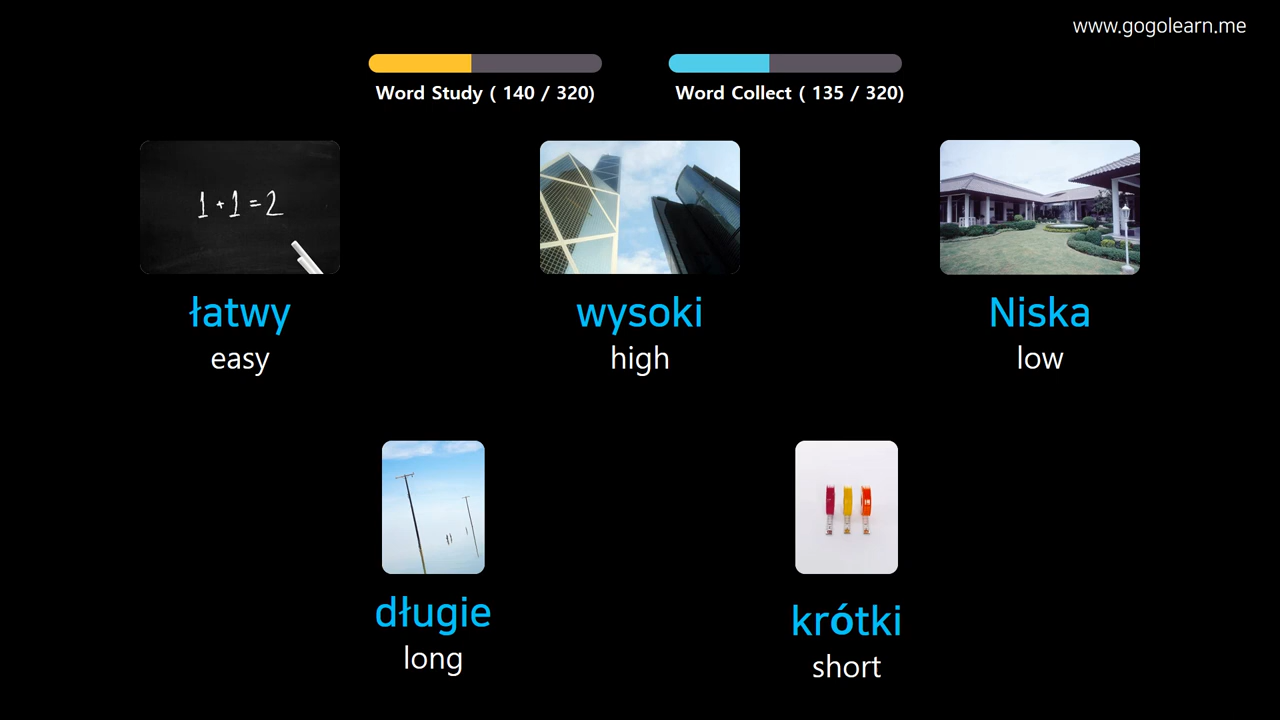 www.gogolearn.me
Word Study ( 140 / 320)
Word Collect ( 135 / 320)
1 + 1 = 2
łatwy
easy
wysoki
high
Niska
low
długie
long
krótki
short